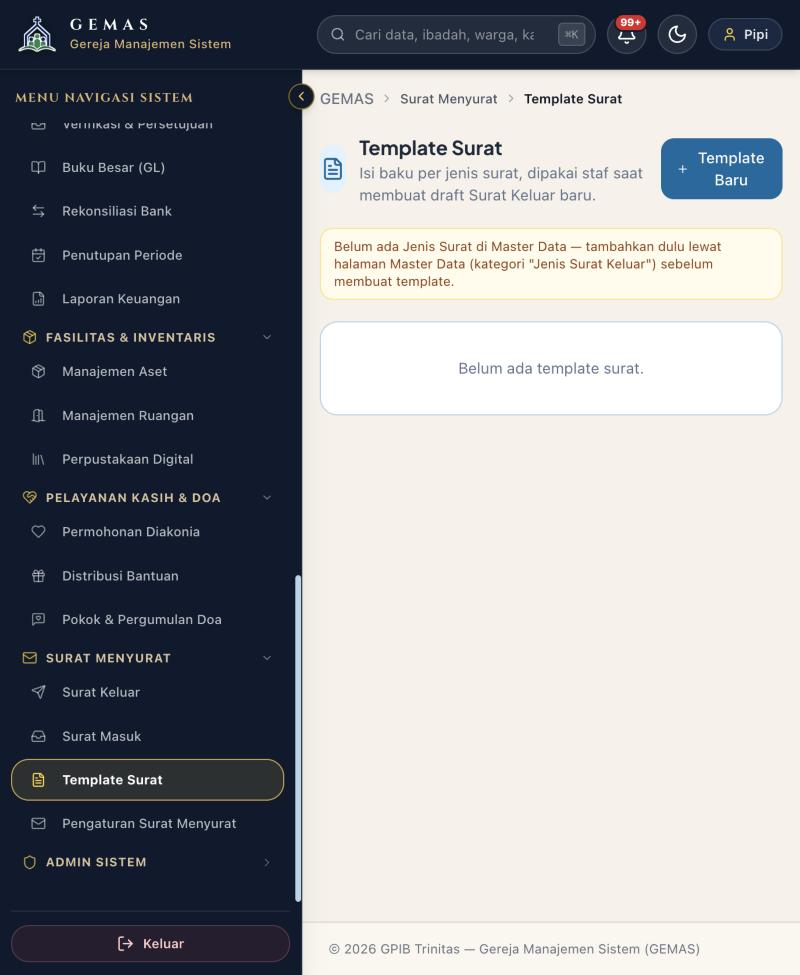 GEMAS
Gereja Manajemen Sistem
Cari data, ibadah, warga, ka
⌘K
99+
Pipi
MENU NAVIGASI SISTEM
Verifikasi & Persetujuan
Buku Besar (GL)
Rekonsiliasi Bank
Penutupan Periode
Laporan Keuangan
FASILITAS & INVENTARIS
Manajemen Aset
Manajemen Ruangan
Perpustakaan Digital
PELAYANAN KASIH & DOA
Permohonan Diakonia
Distribusi Bantuan
Pokok & Pergumulan Doa
SURAT MENYURAT
Surat Keluar
Surat Masuk
Template Surat
Pengaturan Surat Menyurat
ADMIN SISTEM
Keluar
GEMAS > Surat Menyurat > Template Surat
Template Surat
Isi baku per jenis surat, dipakai staf saat
membuat draft Surat Keluar baru.
+ Template
Baru
Belum ada Jenis Surat di Master Data — tambahkan dulu lewat
halaman Master Data (kategori "Jenis Surat Keluar") sebelum
membuat template.
Belum ada template surat.
© 2026 GPIB Trinitas — Gereja Manajemen Sistem (GEMAS)